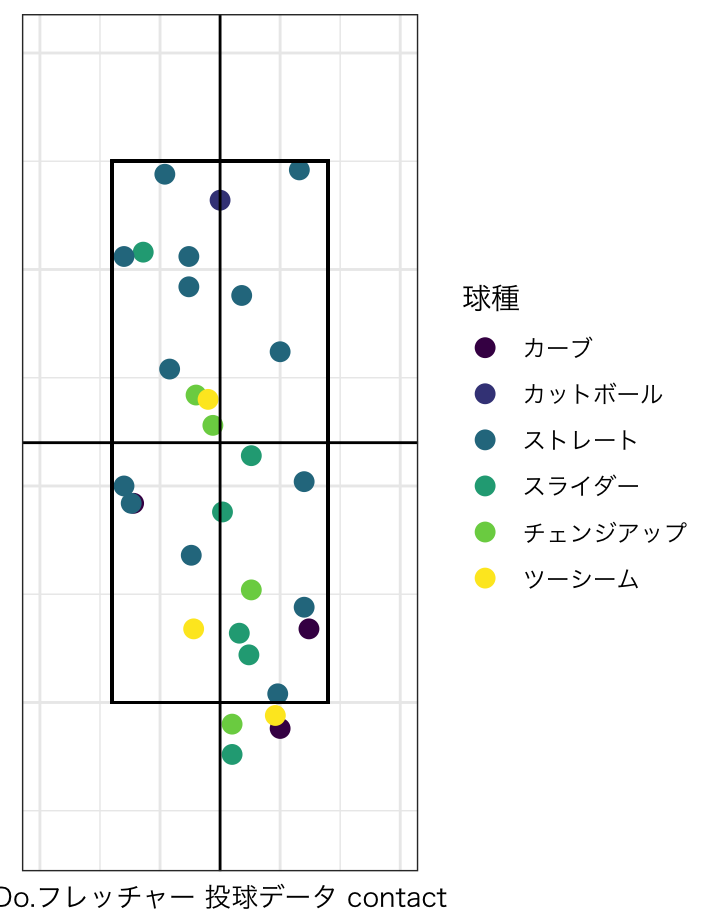 球種
カーブ
カットボール
ストレート
スライダー
チェンジアップ
ツーシーム
Do.フレッチャー 投球データ contact